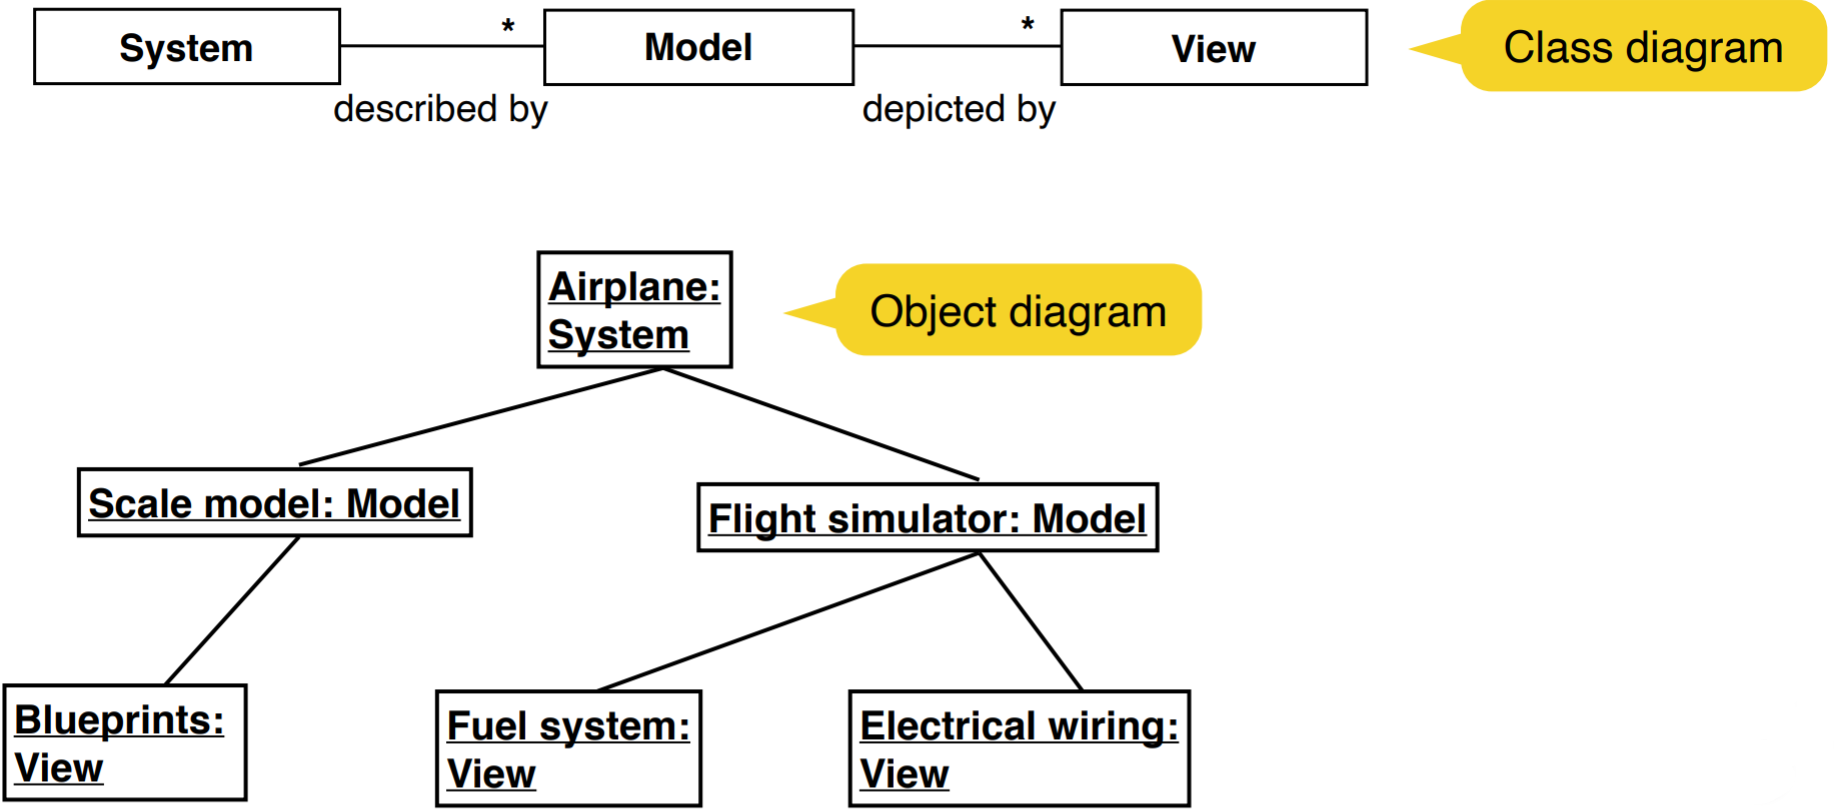 System
*
Model
*
View
Class diagram
described by
depicted by
Airplane:
System
Object diagram
Scale model: Model
Flight simulator: Model
Blueprints:
View
Fuel system:
View
Electrical wiring:
View